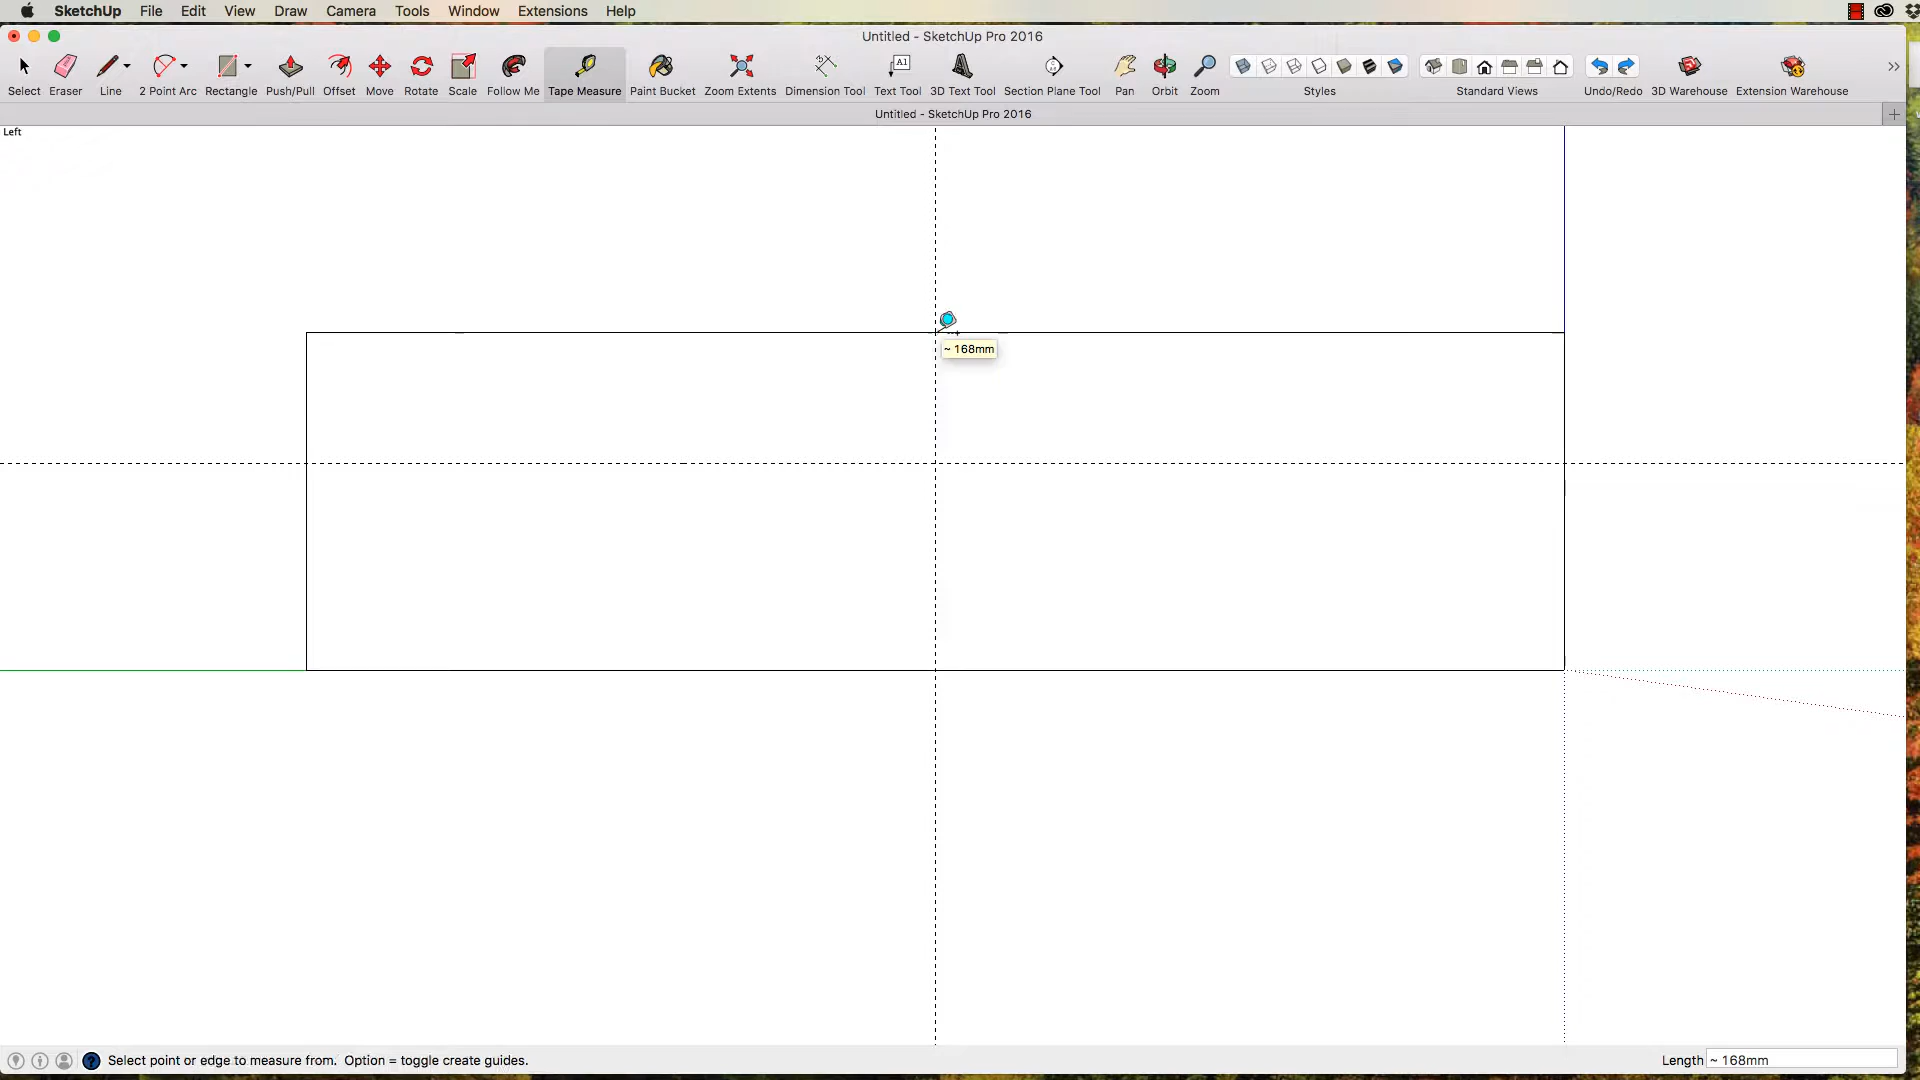 SketchUp File Edit View Draw Camera Tools Window Extensions Help
Untitled - SketchUp Pro 2016
A1
Select Eraser Line 2 Point Arc Rectangle Push/Pull Offset Move Rotate Scale Follow Me Tape Measure Paint Bucket Zoom Extents Dimension Tool Text Tool 3D Text Tool Section Plane Tool Pan Orbit Zoom Styles Standard Views Undo/Redo 3D Warehouse Extension Warehouse
Untitled - SketchUp Pro 2016
Left
~ 168mm
Select point or edge to measure from. Option = toggle create guides.
Length ~ 168mm